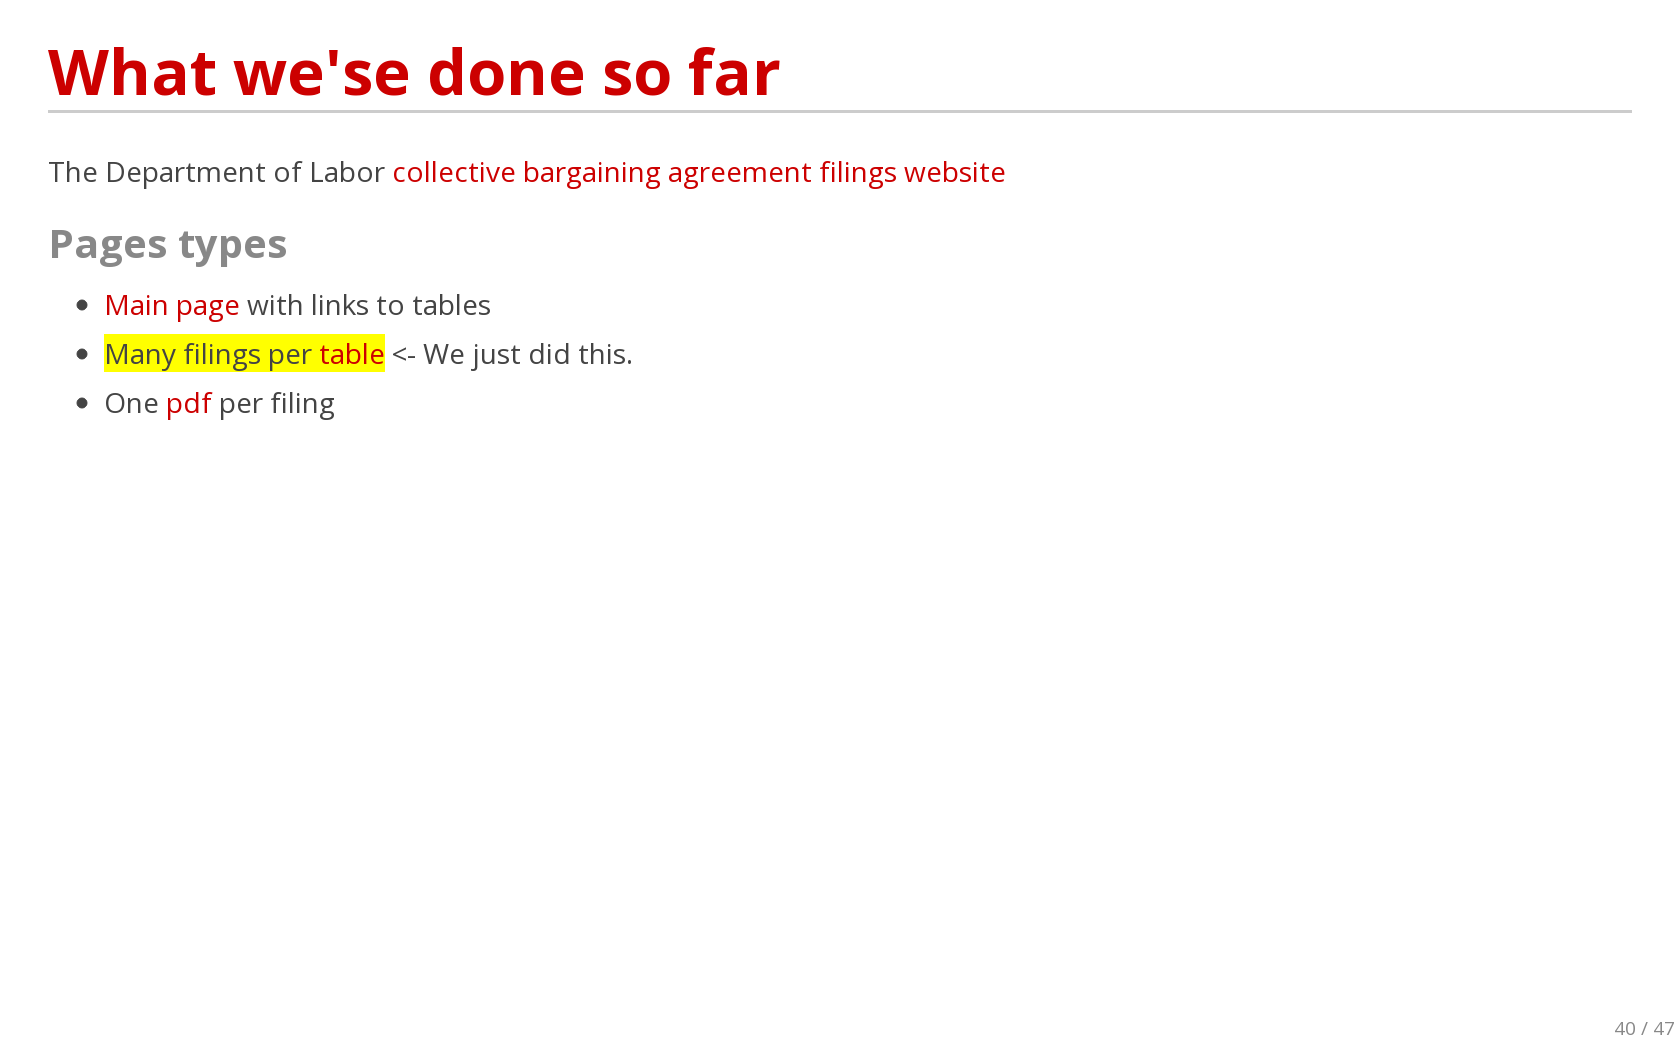 What we'se done so far
The Department of Labor collective bargaining agreement filings website
Pages types
• Main page with links to tables
• Many filings per table <- We just did this.
• One pdf per filing
40 / 47